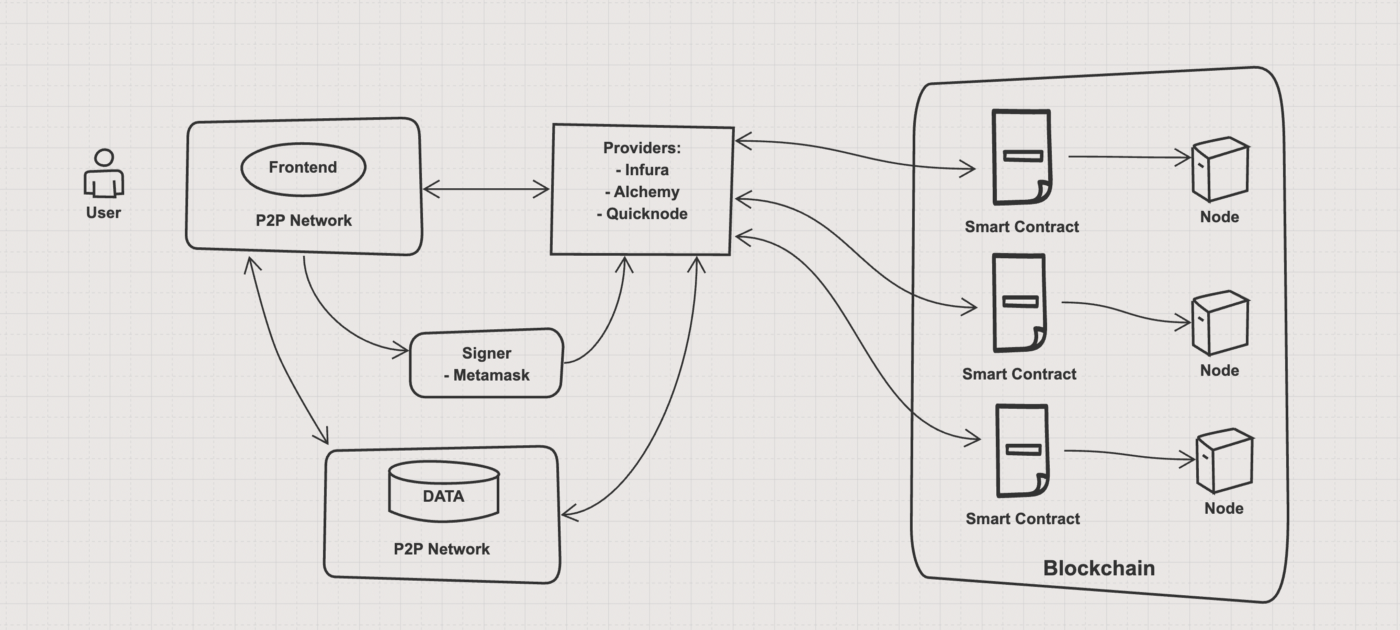 User
Frontend
P2P Network
Providers:
- Infura
- Alchemy
- Quicknode
Signer
- Metamask
DATA
P2P Network
Smart Contract
Node
Smart Contract
Node
Smart Contract
Node
Blockchain